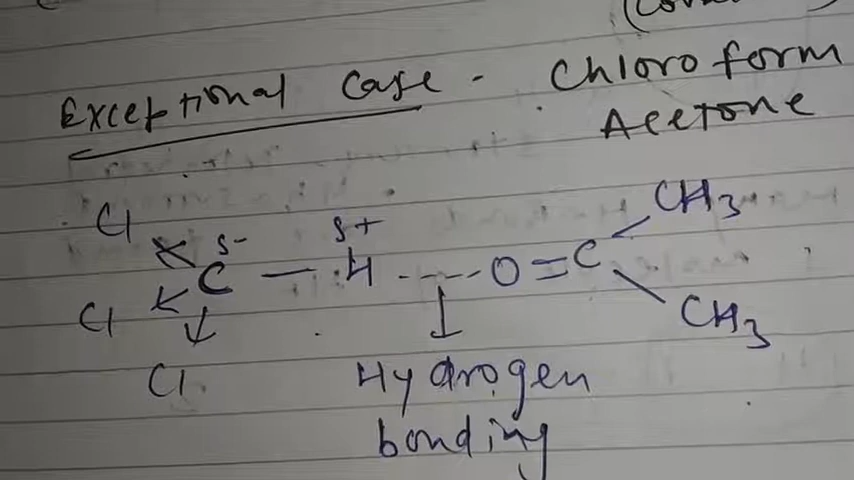 Exceptional Case - Chloroform
Acetone
Cl
CH3
δ- δ+
C — H ----- O = C
Cl
CH3
Cl
Hydrogen
bonding